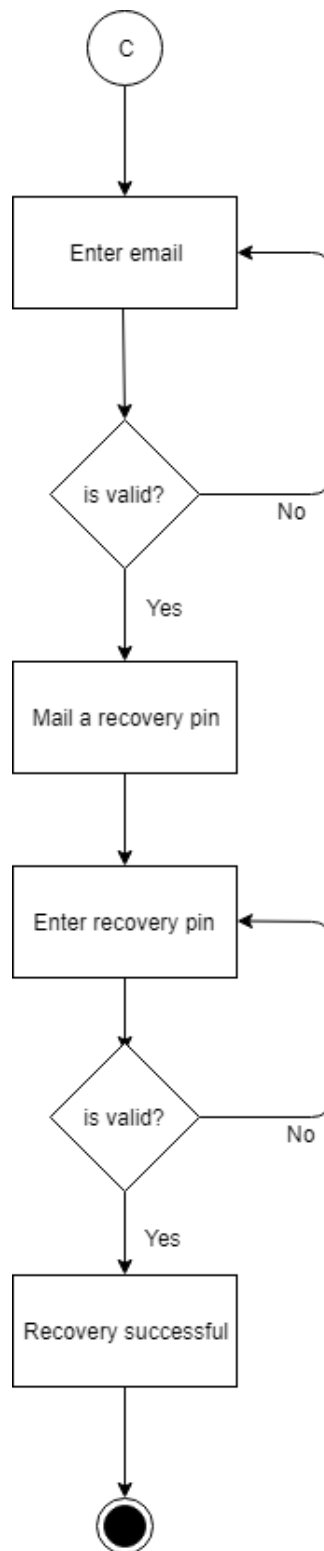 C
Enter email
is valid?
No
Yes
Mail a recovery pin
Enter recovery pin
is valid?
No
Yes
Recovery successful